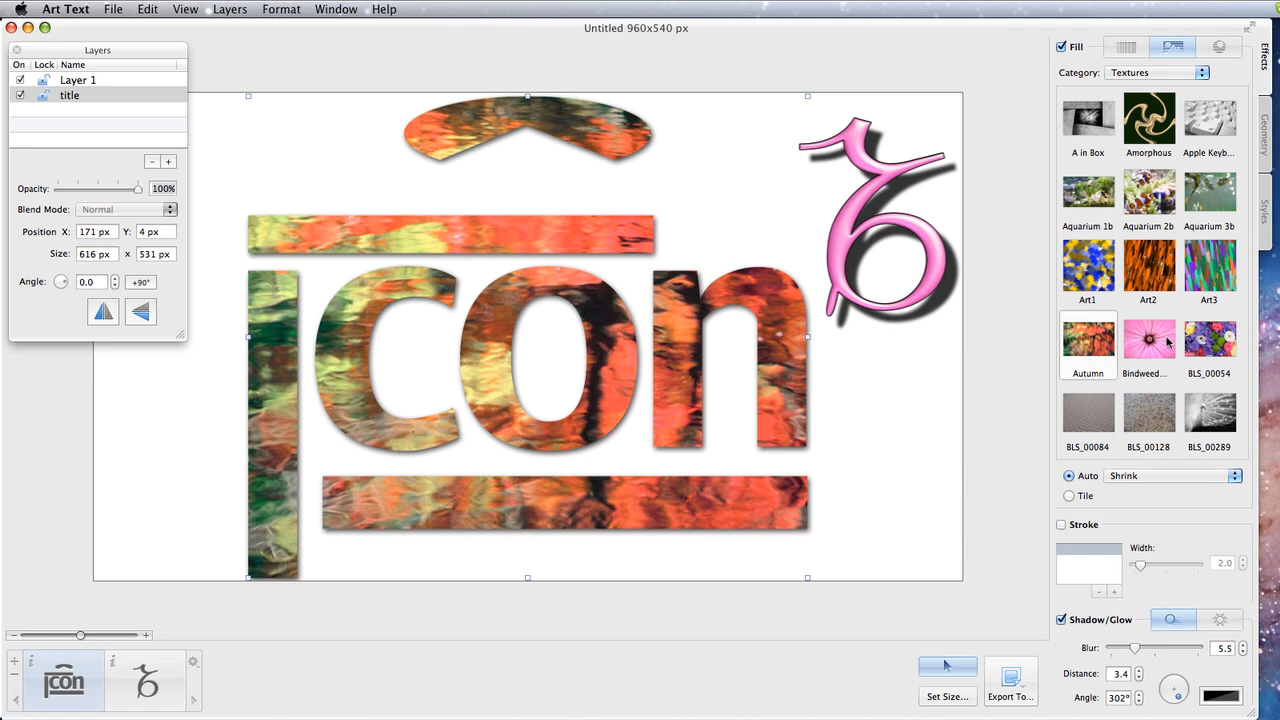 Art Text File Edit View Layers Format Window Help
Untitled 960x540 px
Layers
On Lock Name
Layer 1
title
- +
Opacity: 100%
Blend Mode: Normal
Position X: 171 px Y: 4 px
Size: 616 px x 531 px
Angle: 0.0 +90°
icon
Fill
Category: Textures
A in Box Amorphous Apple Keyb...
Aquarium 1b Aquarium 2b Aquarium 3b
Art1 Art2 Art3
Autumn Bindweed... BLS_00054
BLS_00084 BLS_00128 BLS_00289
Auto Shrink
Tile
Stroke
Width:
2.0
- +
Shadow/Glow
Blur: 5.5
Distance: 3.4
Angle: 302°
Effects
Geometry
Styles
- +
icon
Set Size...
Export To...